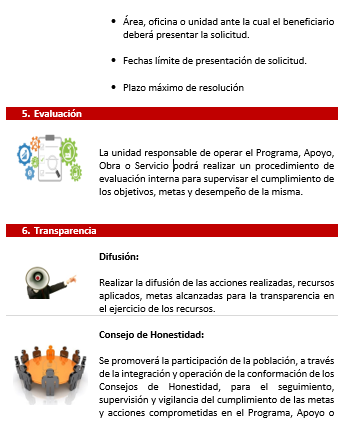 • Área, oficina o unidad ante la cual el beneficiario
deberá presentar la solicitud.
• Fechas límite de presentación de solicitud.
• Plazo máximo de resolución
5. Evaluación
La unidad responsable de operar el Programa, Apoyo,
Obra o Servicio podrá realizar un procedimiento de
evaluación interna para supervisar el cumplimiento de
los objetivos, metas y desempeño de la misma.
6. Transparencia
Difusión:
Realizar la difusión de las acciones realizadas, recursos
aplicados, metas alcanzadas para la transparencia en
el ejercicio de los recursos.
Consejo de Honestidad:
Se promoverá la participación de la población, a través
de la integración y operación de la conformación de los
Consejos de Honestidad, para el seguimiento,
supervisión y vigilancia del cumplimiento de las metas
y acciones comprometidas en el Programa, Apoyo o